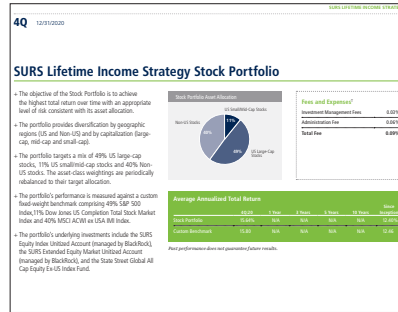 SURS LIFETIME INCOME STRATE
4Q 12/31/2020
SURS Lifetime Income Strategy Stock Portfolio
+ The objective of the Stock Portfolio is to achieve
the highest total return over time with an appropriate
level of risk consistent with its asset allocation.
+ The portfolio provides diversification by geographic
regions (US and Non-US) and by capitalization (large-
cap, mid-cap and small-cap).
+ The portfolio targets a mix of 49% US large-cap
stocks, 11% US small/mid-cap stocks and 40% Non-
US stocks. The asset-class weightings are periodically
rebalanced to their target allocation.
+ The portfolio's performance is measured against a custom
fixed-weight benchmark comprising 49% S&P 500
Index,11% Dow Jones US Completion Total Stock Market
Index and 40% MSCI ACWI ex USA IMI Index.
+ The portfolio's underlying investments include the SURS
Equity Index Unitized Account (managed by BlackRock),
the SURS Extended Equity Market Unitized Account
(managed by BlackRock), and the State Street Global All
Cap Equity Ex-US Index Fund.
Stock Portfolio Asset Allocation
US Small/Mid Cap Stocks
11%
Non-US Stocks
40%
49%
US Large-Cap
Stocks
Fees and Expenses
Investment Management Fees
Administration Fee
Total Fee
Average Annualized Total Return
Since
4Q20 1 Year 3 Years 5 Years 10 Years Inception
Stock Portfolio N/A N/A N/A N/A
Custom Benchmark N/A N/A N/A N/A
Past performance does not guarantee future results.